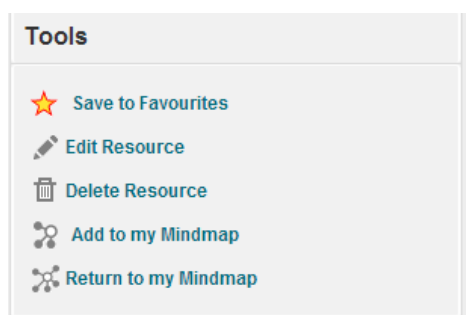 Tools
Save to Favourites
Edit Resource
Delete Resource
Add to my Mindmap
Return to my Mindmap